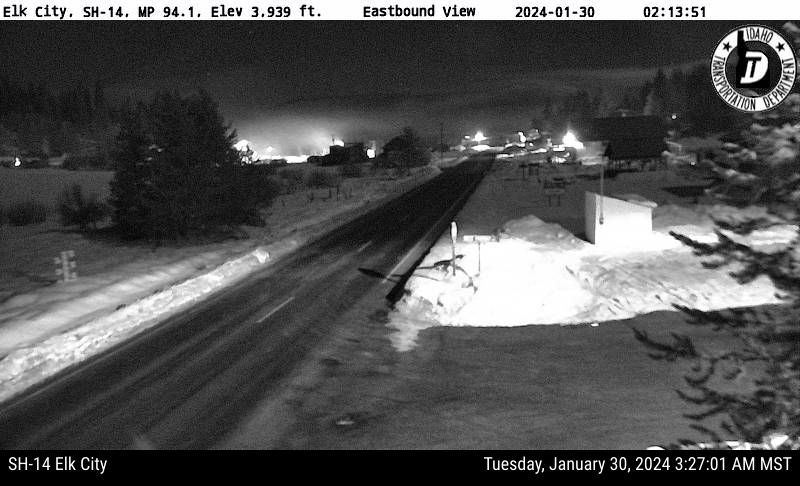 Elk City, SH-14, MP 94.1, Elev 3,939 ft. Eastbound View 2024-01-30 02:13:51
IDAHO
TRANSPORTATION DEPARTMENT
SH-14 Elk City Tuesday, January 30, 2024 3:27:01 AM MST